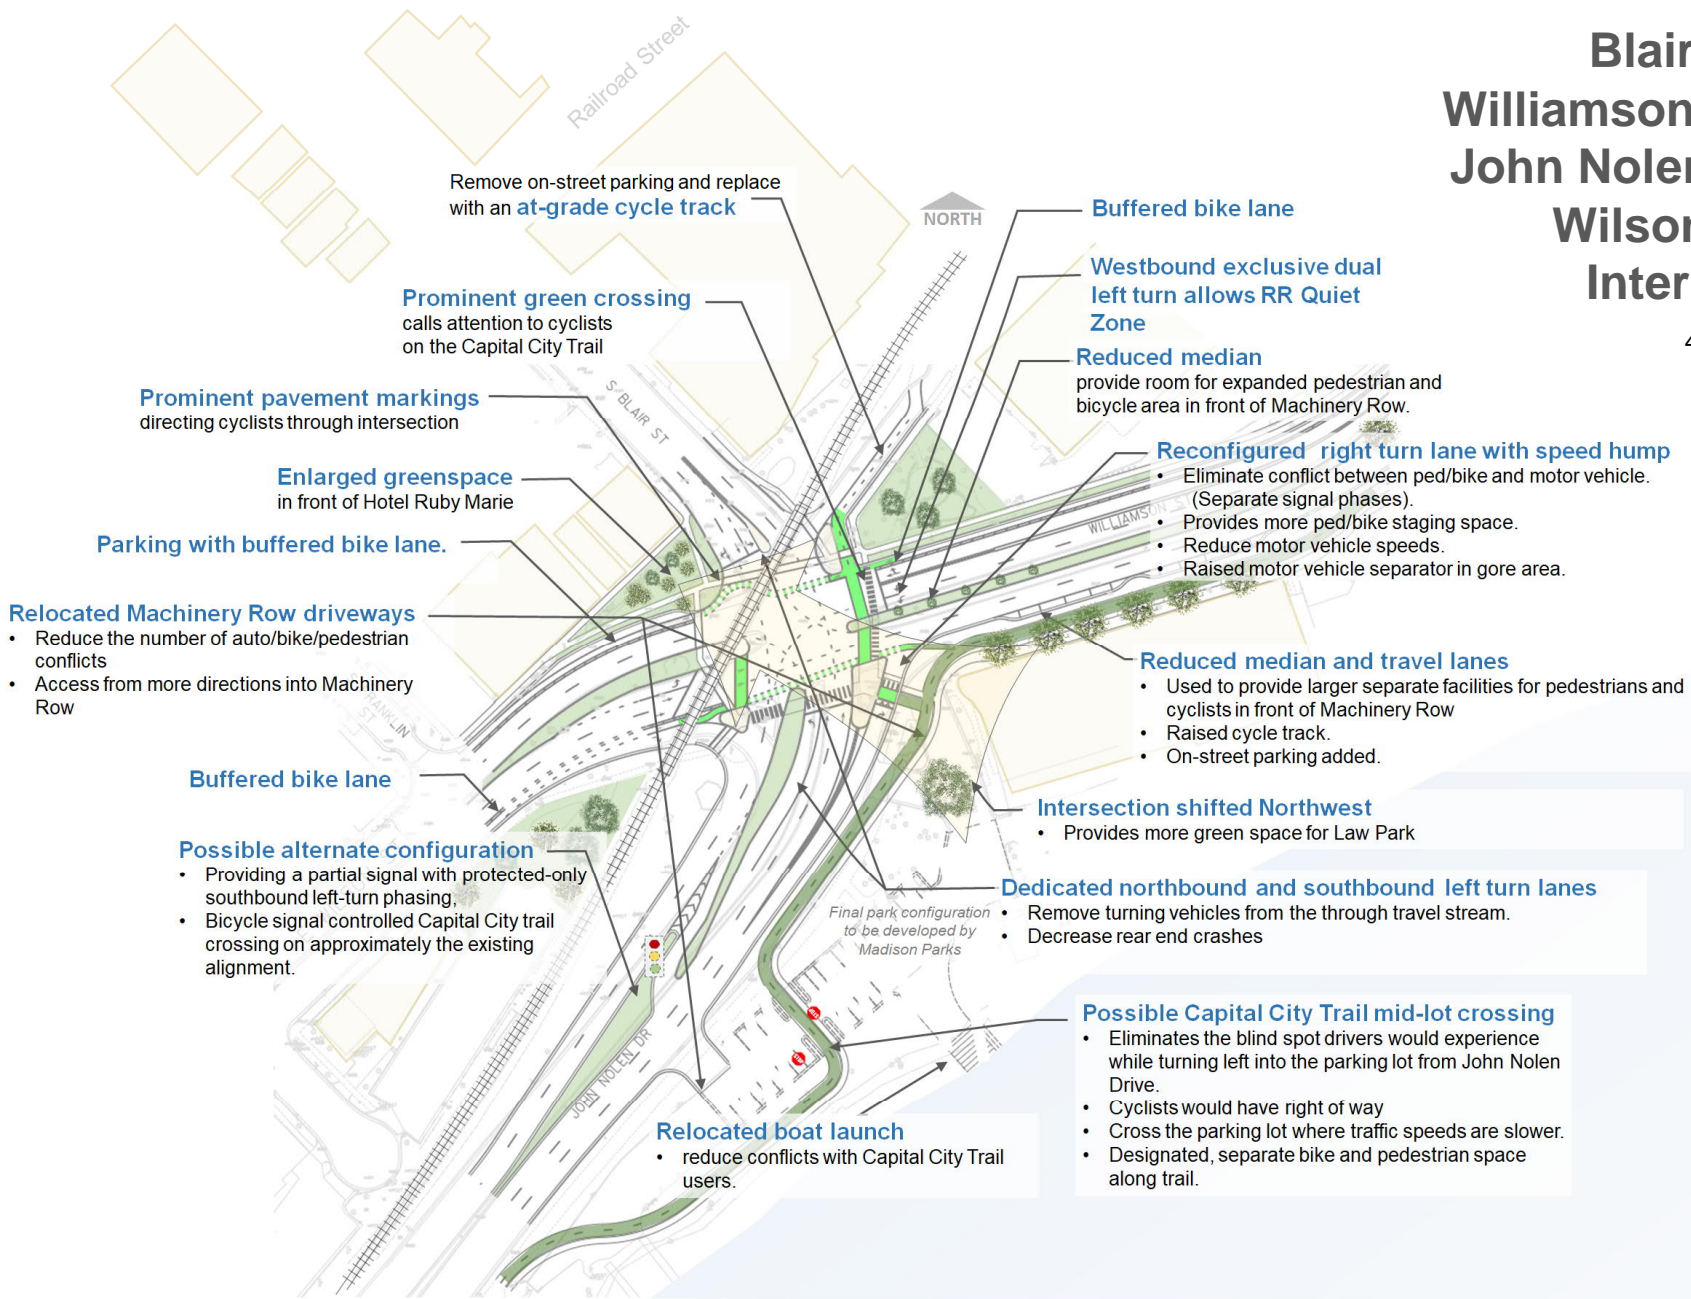 Blair
Williamson
John Nolen
Wilson
Inter
Railroad Street
Remove on-street parking and replace
with an at-grade cycle track
NORTH
Buffered bike lane
Westbound exclusive dual
left turn allows RR Quiet
Zone
Prominent green crossing
calls attention to cyclists
on the Capital City Trail
Reduced median
provide room for expanded pedestrian and
bicycle area in front of Machinery Row.
Prominent pavement markings
directing cyclists through intersection
S BLAIR ST
Reconfigured right turn lane with speed hump
• Eliminate conflict between ped/bike and motor vehicle.
(Separate signal phases).
• Provides more ped/bike staging space.
• Reduce motor vehicle speeds.
• Raised motor vehicle separator in gore area.
Enlarged greenspace
in front of Hotel Ruby Marie
WILLIAMSON ST
Parking with buffered bike lane.
Relocated Machinery Row driveways
• Reduce the number of auto/bike/pedestrian
conflicts
• Access from more directions into Machinery
Row
FRANKLIN
ST
Reduced median and travel lanes
• Used to provide larger separate facilities for pedestrians and
cyclists in front of Machinery Row
• Raised cycle track.
• On-street parking added.
Buffered bike lane
Intersection shifted Northwest
• Provides more green space for Law Park
Possible alternate configuration
• Providing a partial signal with protected-only
southbound left-turn phasing,
• Bicycle signal controlled Capital City trail
crossing on approximately the existing
alignment.
Dedicated northbound and southbound left turn lanes
• Remove turning vehicles from the through travel stream.
• Decrease rear end crashes
Final park configuration
to be developed by
Madison Parks
Possible Capital City Trail mid-lot crossing
• Eliminates the blind spot drivers would experience
while turning left into the parking lot from John Nolen
Drive.
• Cyclists would have right of way
• Cross the parking lot where traffic speeds are slower.
• Designated, separate bike and pedestrian space
along trail.
JOHN NOLEN DR
Relocated boat launch
• reduce conflicts with Capital City Trail
users.